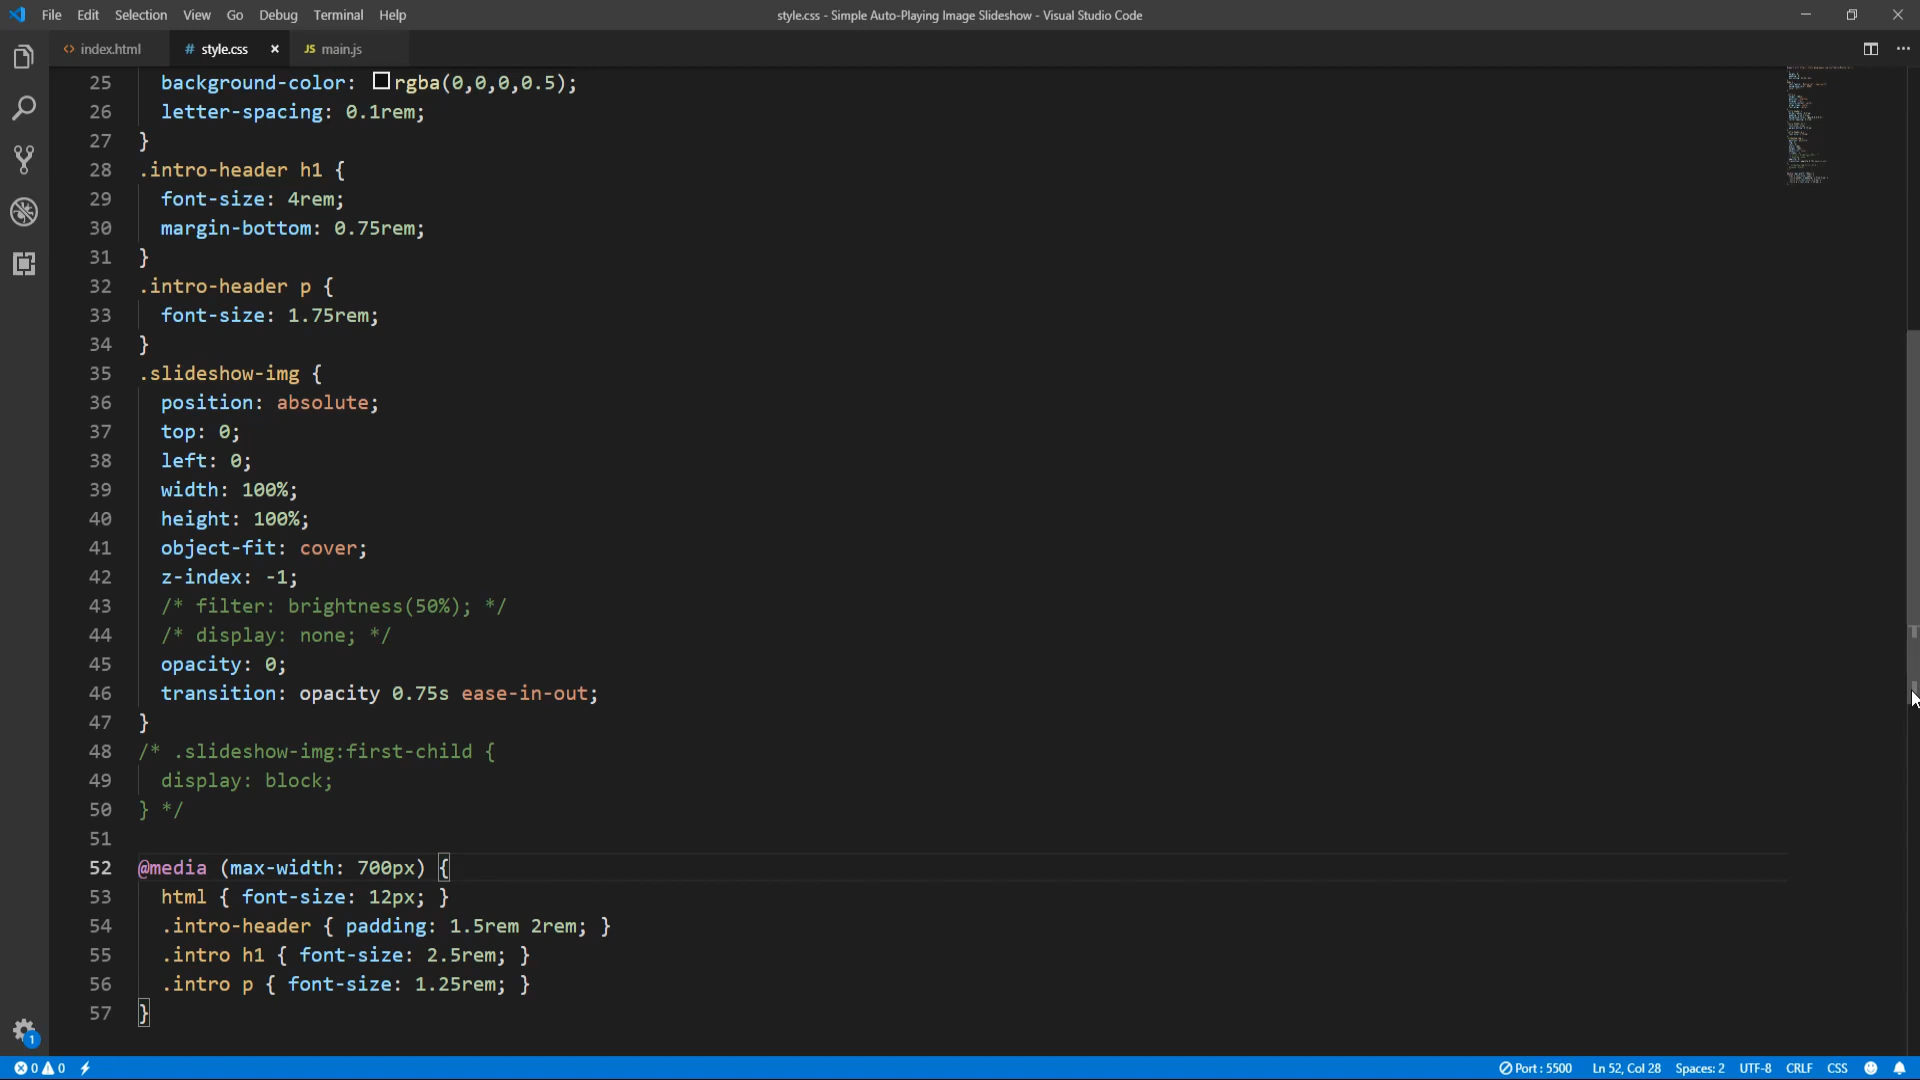 File Edit Selection View Go Debug Terminal Help
style.css - Simple Auto-Playing Image Slideshow - Visual Studio Code
<> index.html
# style.css ×
JS main.js
25 background-color: rgba(0,0,0,0.5);
26 letter-spacing: 0.1rem;
27 }
28 .intro-header h1 {
29 font-size: 4rem;
30 margin-bottom: 0.75rem;
31 }
32 .intro-header p {
33 font-size: 1.75rem;
34 }
35 .slideshow-img {
36 position: absolute;
37 top: 0;
38 left: 0;
39 width: 100%;
40 height: 100%;
41 object-fit: cover;
42 z-index: -1;
43 /* filter: brightness(50%); */
44 /* display: none; */
45 opacity: 0;
46 transition: opacity 0.75s ease-in-out;
47 }
48 /* .slideshow-img:first-child {
49 display: block;
50 } */
51
52 @media (max-width: 700px) {
53 html { font-size: 12px; }
54 .intro-header { padding: 1.5rem 2rem; }
55 .intro h1 { font-size: 2.5rem; }
56 .intro p { font-size: 1.25rem; }
57 }
1
0 0 Port : 5500 Ln 52, Col 28 Spaces: 2 UTF-8 CRLF CSS